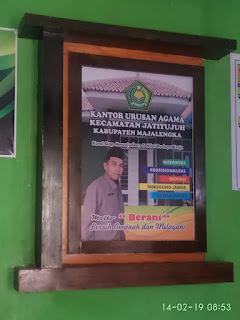 KANTOR URUSAN AGAMA
KECAMATAN JATITUJUH
KABUPATEN MAJALENGKA
INTEGRITAS
PROFESIONALITAS
INOVASI
TANGGUNG JAWAB
KETELADANAN
Motto "Berani"
Bersih Amanah dan Melayani
14-02-19 08:53